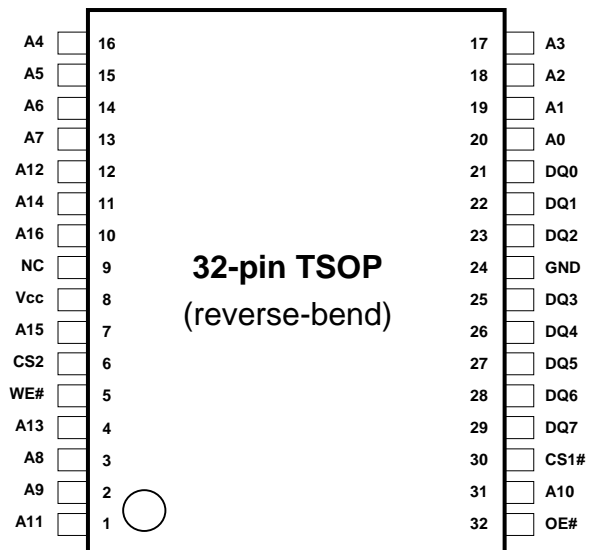 A4 16 17 A3
A5 15 18 A2
A6 14 19 A1
A7 13 20 A0
A12 12 21 DQ0
A14 11 22 DQ1
A16 10 23 DQ2
NC 9 32-pin TSOP 24 GND
Vcc 8 (reverse-bend) 25 DQ3
A15 7 26 DQ4
CS2 6 27 DQ5
WE# 5 28 DQ6
A13 4 29 DQ7
A8 3 30 CS1#
A9 2 31 A10
A11 1 32 OE#